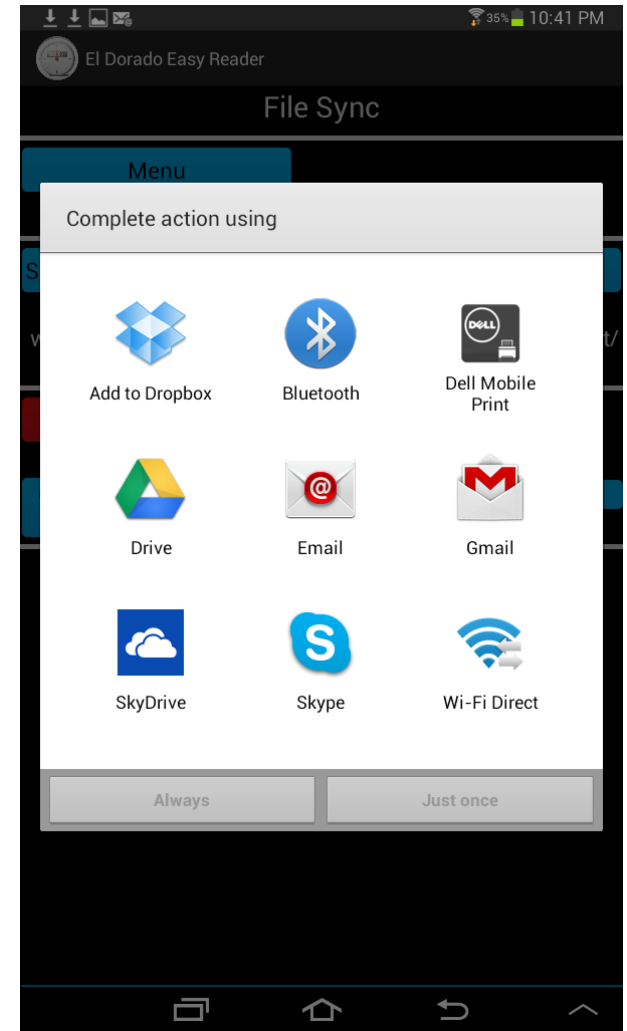 35% 10:41 PM
El Dorado Easy Reader
File Sync
Menu
Complete action using
S
w
t/
Add to Dropbox
Bluetooth
DELL
Dell Mobile
Print
@
M
Drive
Email
Gmail
S
SkyDrive
Skype
Wi-Fi Direct
Always
Just once